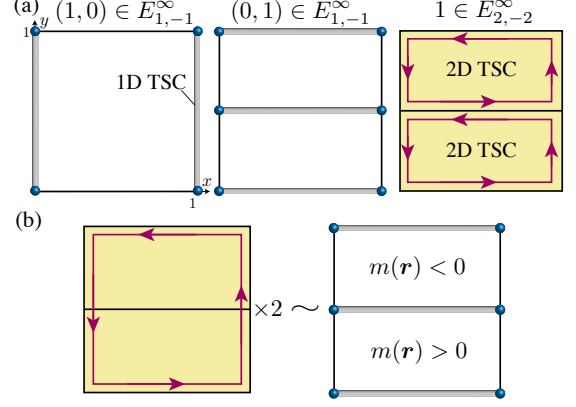 (a) (1, 0) ∈ E^∞_{1,−1} (0, 1) ∈ E^∞_{1,−1} 1 ∈ E^∞_{2,−2}
1 y
1D TSC
2D TSC
2D TSC
x
1
(b)
×2 ∼
m(r) < 0
m(r) > 0